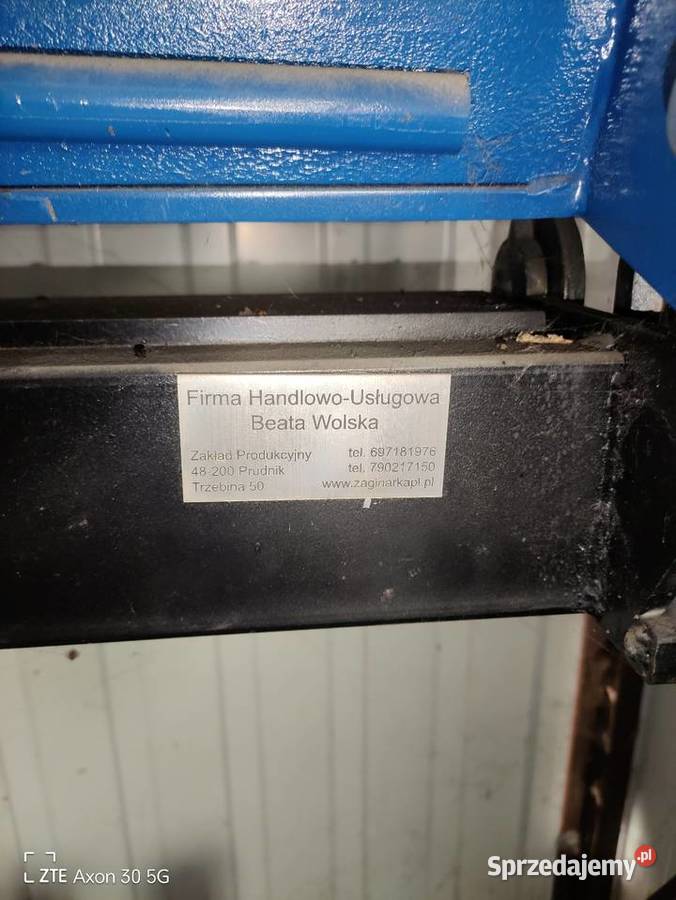 Firma Handlowo-Usługowa
Beata Wolska
Zakład Produkcyjny tel. 697181976
48-200 Prudnik tel. 790217150
Trzebina 50 www.zaginarkapl.pl
ZTE Axon 30 5G
Sprzedajemy.pl